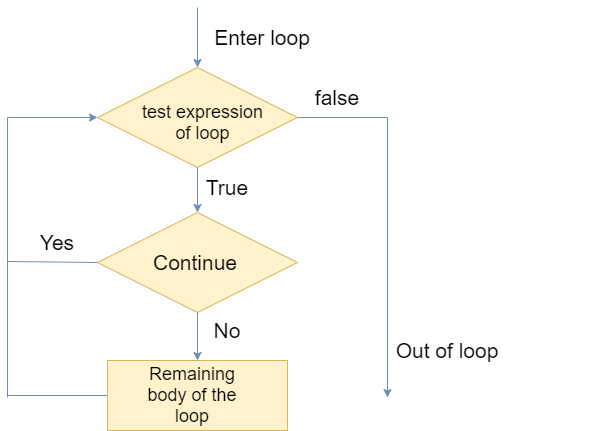 Enter loop
test expression
of loop
false
True
Yes
Continue
No
Out of loop
Remaining
body of the
loop